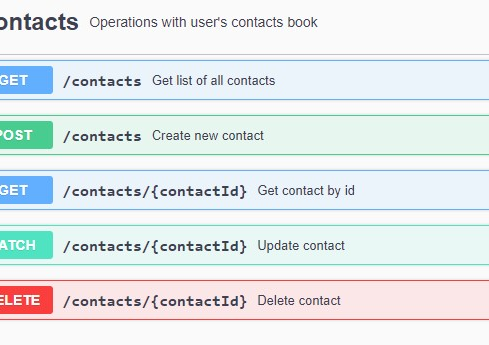 ontacts Operations with user's contacts book
GET /contacts Get list of all contacts
POST /contacts Create new contact
GET /contacts/{contactId} Get contact by id
ATCH /contacts/{contactId} Update contact
ELETE /contacts/{contactId} Delete contact